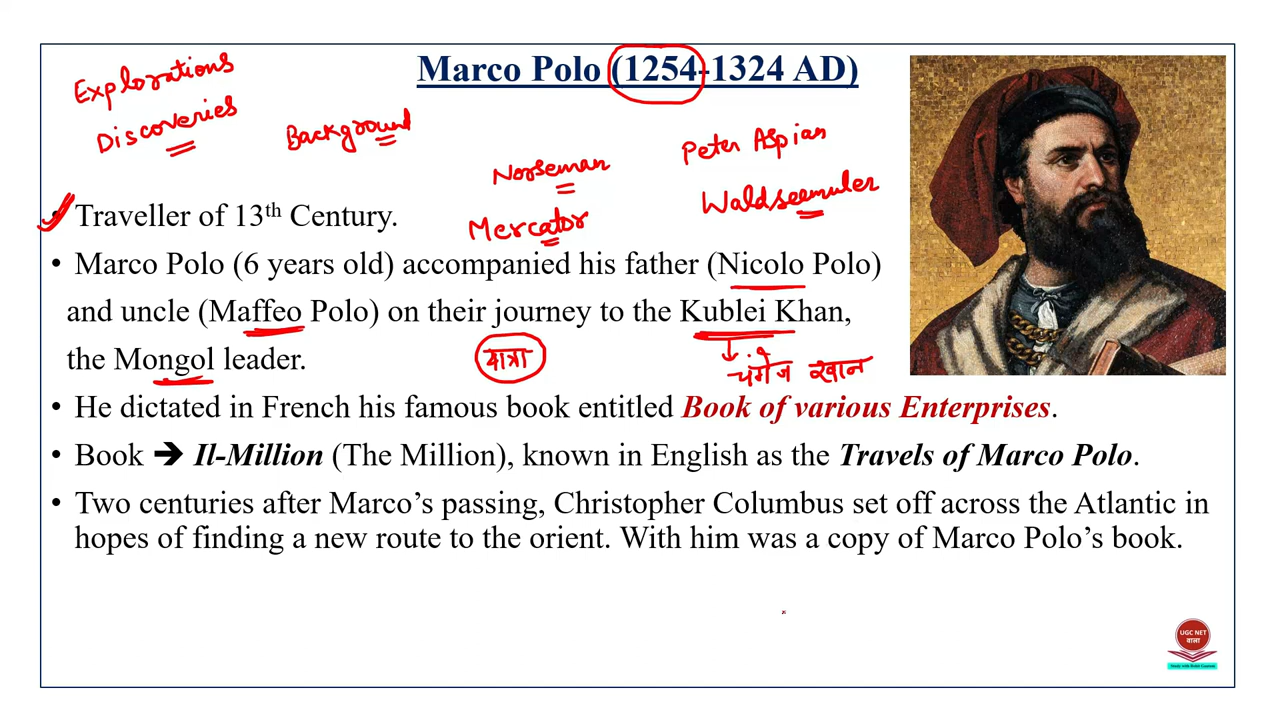 Marco Polo (1254-1324 AD)
Explorations
Discoveries
Background
Norseman
Peter Aspian
Mercator
Waldseemuler
Traveller of 13th Century.
• Marco Polo (6 years old) accompanied his father (Nicolo Polo)
and uncle (Maffeo Polo) on their journey to the Kublei Khan,
the Mongol leader.
यात्रा
चंगेज खान
• He dictated in French his famous book entitled Book of various Enterprises.
• Book ➔ Il-Million (The Million), known in English as the Travels of Marco Polo.
• Two centuries after Marco’s passing, Christopher Columbus set off across the Atlantic in
hopes of finding a new route to the orient. With him was a copy of Marco Polo’s book.
UGC NET
वाला